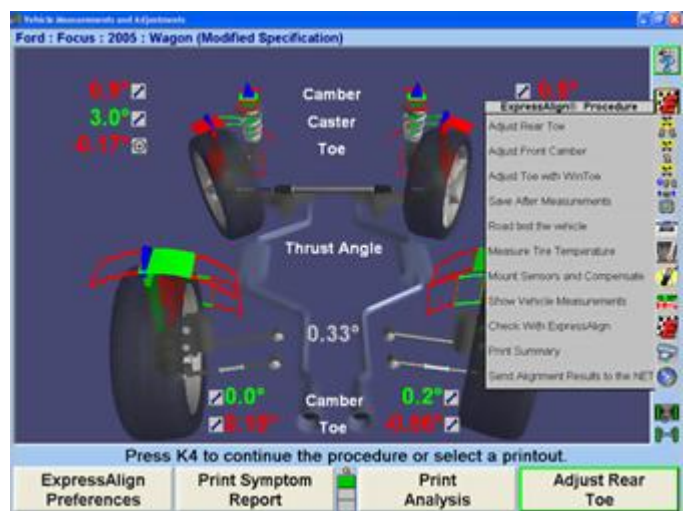 Vehicle Measurements and Adjustments
Ford : Focus : 2005 : Wagon (Modified Specification)
Camber
3.0°
Caster
Toe
ExpressAlign® Procedure
Adjust Rear Toe
Adjust Front Camber
Adjust Toe with WinToe
Save After Measurements
Road test the vehicle
Measure Tire Temperature
Mount Sensors and Compensate
Show Vehicle Measurements
Check With ExpressAlign
Print Summary
Send Alignment Results to the NET
Thrust Angle
0.33°
0.0°
Camber
0.2°
Toe
Press K4 to continue the procedure or select a printout.
ExpressAlign
Preferences
Print Symptom
Report
Print
Analysis
Adjust Rear
Toe